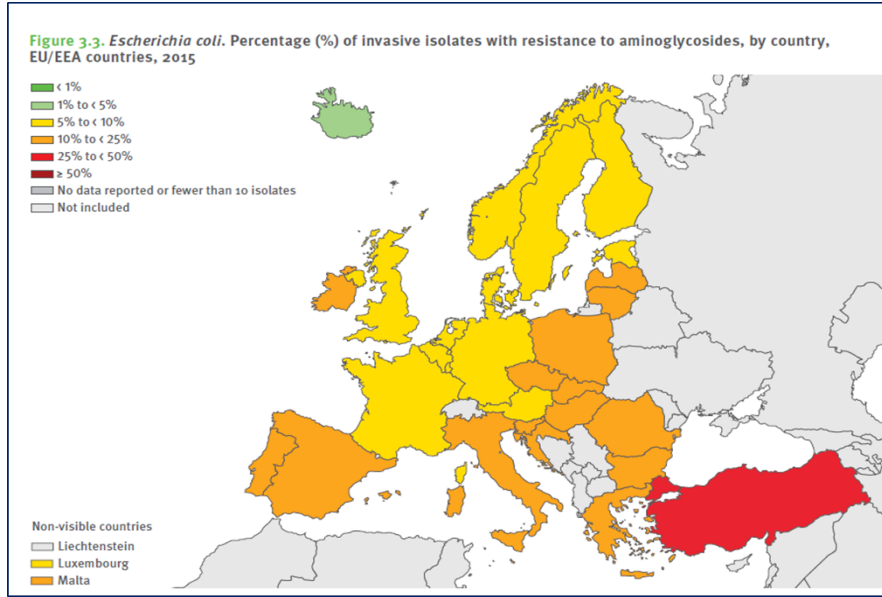 Figure 3.3. Escherichia coli. Percentage (%) of invasive isolates with resistance to aminoglycosides, by country,
EU/EEA countries, 2015
< 1%
1% to < 5%
5% to < 10%
10% to < 25%
25% to < 50%
≥ 50%
No data reported or fewer than 10 isolates
Not included
Non-visible countries
Liechtenstein
Luxembourg
Malta